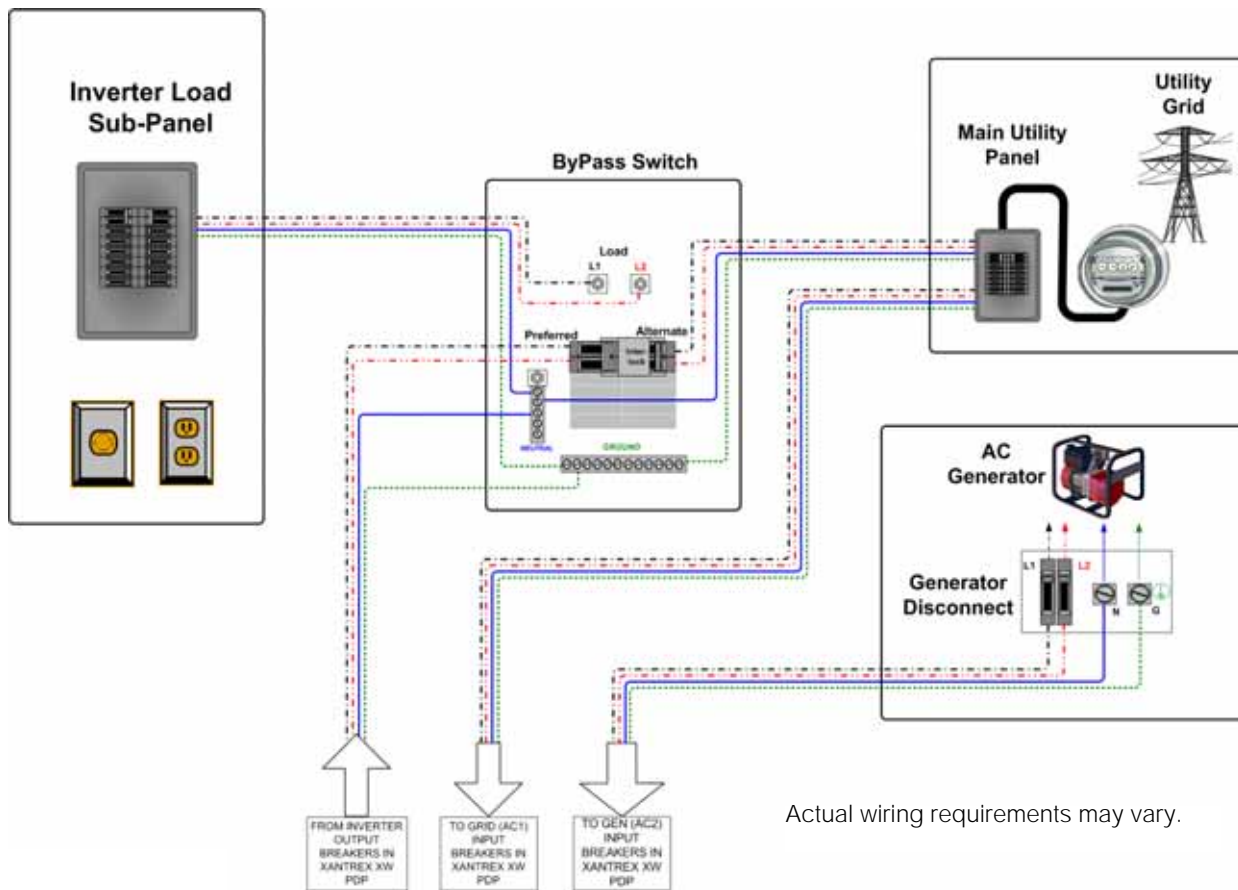 Inverter Load
Sub-Panel
ByPass Switch
Load
L1
L2
Preferred
Alternate
NEUTRAL
GROUND
Utility
Grid
Main Utility
Panel
AC
Generator
L1
L2
Generator
Disconnect
N
G
FROM INVERTER
OUTPUT
BREAKERS IN
XANTREX XW
PDP
TO GRID (AC1)
INPUT
BREAKERS IN
XANTREX XW
PDP
TO GEN (AC2)
INPUT
BREAKERS IN
XANTREX XW
PDP
Actual wiring requirements may vary.